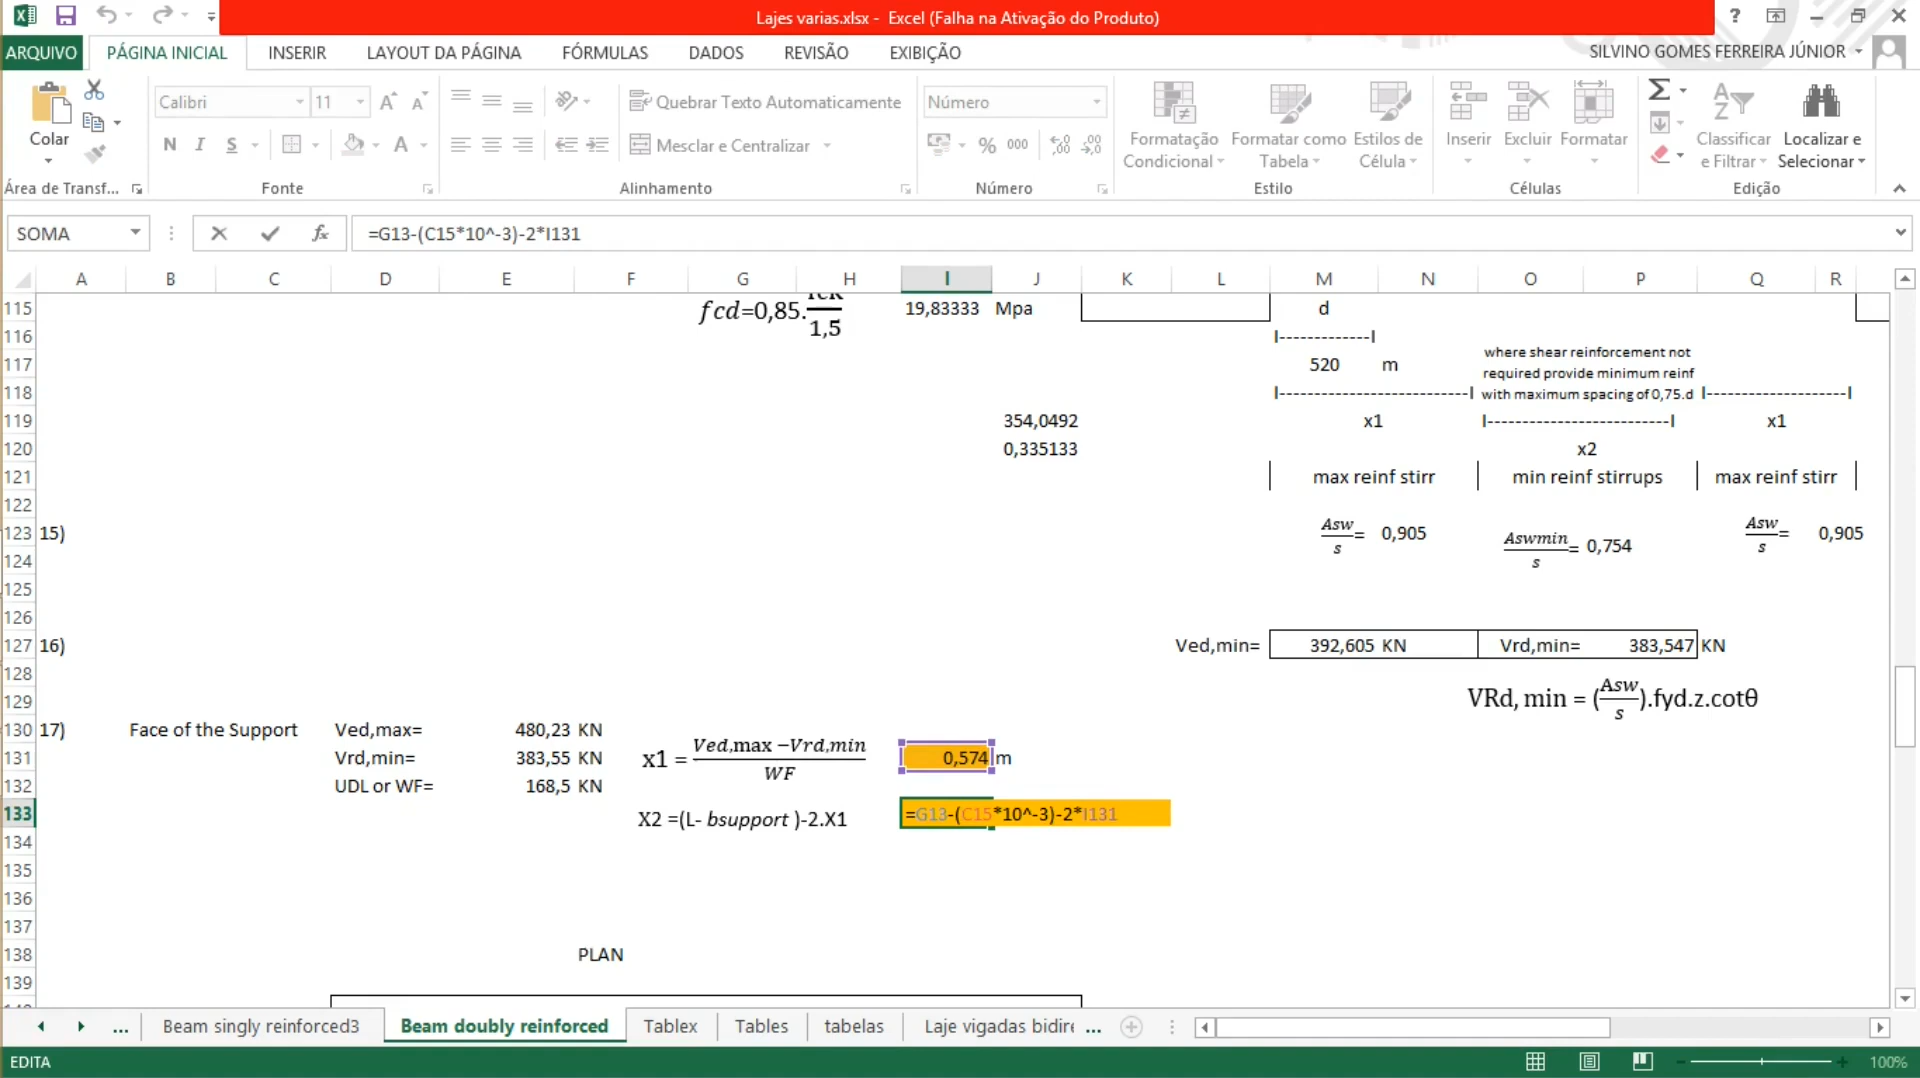 Lajes varias.xlsx - Excel (Falha na Ativação do Produto)
ARQUIVO PÁGINA INICIAL INSERIR LAYOUT DA PÁGINA FÓRMULAS DADOS REVISÃO EXIBIÇÃO SILVINO GOMES FERREIRA JÚNIOR
Colar Calibri 11 Quebrar Texto Automaticamente Número
N I S A Mesclar e Centralizar % 000
Formatação Condicional Formatar como Tabela Estilos de Célula Inserir Excluir Formatar Classificar e Filtrar Localizar e Selecionar
Área de Transf... Fonte Alinhamento Número Estilo Células Edição
SOMA fx =G13-(C15*10^-3)-2*I131
A B C D E F G H I J K L M N O P Q R
115 fcd=0,85.fck/1,5 19,83333 Mpa d
116 I-------------I
117 520 m where shear reinforcement not
required provide minimum reinf
118 I--------------------------I with maximum spacing of 0,75.d I--------------------I
119 354,0492 x1 I--------------------------I x1
120 0,335133 x2
121 max reinf stirr min reinf stirrups max reinf stirr
122
123 15) Asw/s= 0,905 Aswmin/s= 0,754 Asw/s= 0,905
124
125
126
127 16) Ved,min= 392,605 KN Vrd,min= 383,547 KN
128
129 VRd, min = (Asw/s).fyd.z.cotθ
130 17) Face of the Support Ved,max= 480,23 KN
131 Vrd,min= 383,55 KN x1 = Ved,max −Vrd,min/WF 0,574 m
132 UDL or WF= 168,5 KN
133 X2 =(L- bsupport )-2.X1 =G13-(C15*10^-3)-2*I131
134
135
136
137
138 PLAN
139
... Beam singly reinforced3 Beam doubly reinforced Tablex Tables tabelas Laje vigadas bidire ...
EDITA 100%